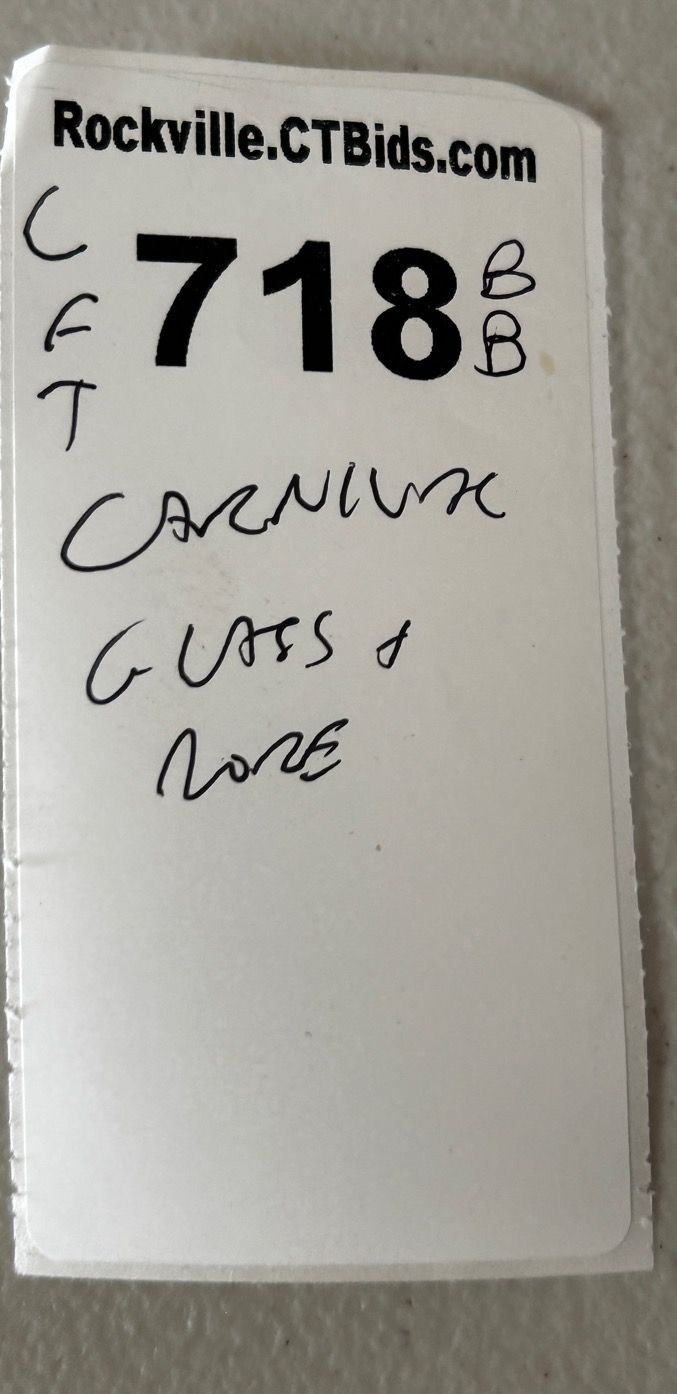 Rockville.CTBids.com
C
F
T
718
B
B
CARNIVAL
GLASS &
MORE